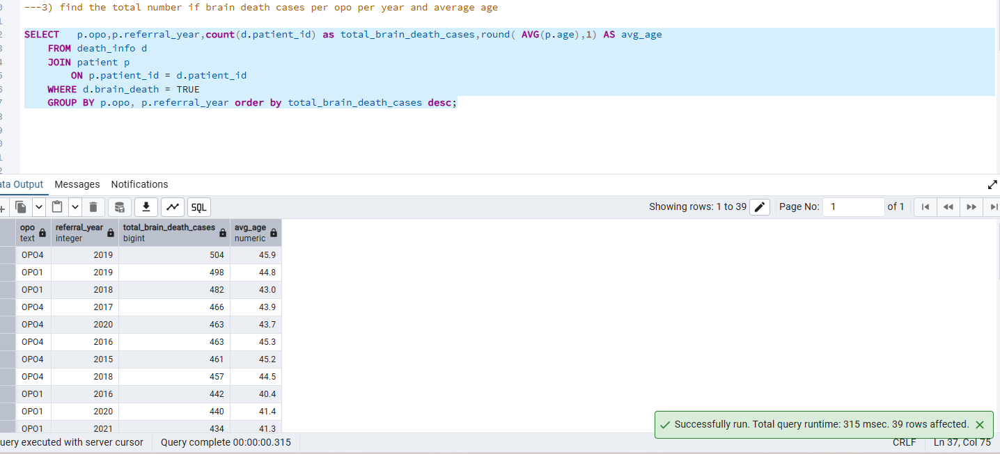 ---3) find the total number if brain death cases per opo per year and average age
SELECT p.opo,p.referral_year,count(d.patient_id) as total_brain_death_cases,round( AVG(p.age),1) AS avg_age
FROM death_info d
JOIN patient p
ON p.patient_id = d.patient_id
WHERE d.brain_death = TRUE
GROUP BY p.opo, p.referral_year order by total_brain_death_cases desc;
ata Output Messages Notifications
SQL Showing rows: 1 to 39 Page No: 1 of 1
opo referral_year total_brain_death_cases avg_age
text integer bigint numeric
OPO4 2019 504 45.9
OPO1 2019 498 44.8
OPO1 2018 482 43.0
OPO4 2017 466 43.9
OPO4 2020 463 43.7
OPO4 2016 463 45.3
OPO4 2015 461 45.2
OPO4 2018 457 44.5
OPO1 2016 442 40.4
OPO1 2020 440 41.4
OPO1 2021 434 41.3
Successfully run. Total query runtime: 315 msec. 39 rows affected.
uery executed with server cursor Query complete 00:00:00.315 CRLF Ln 37, Col 75